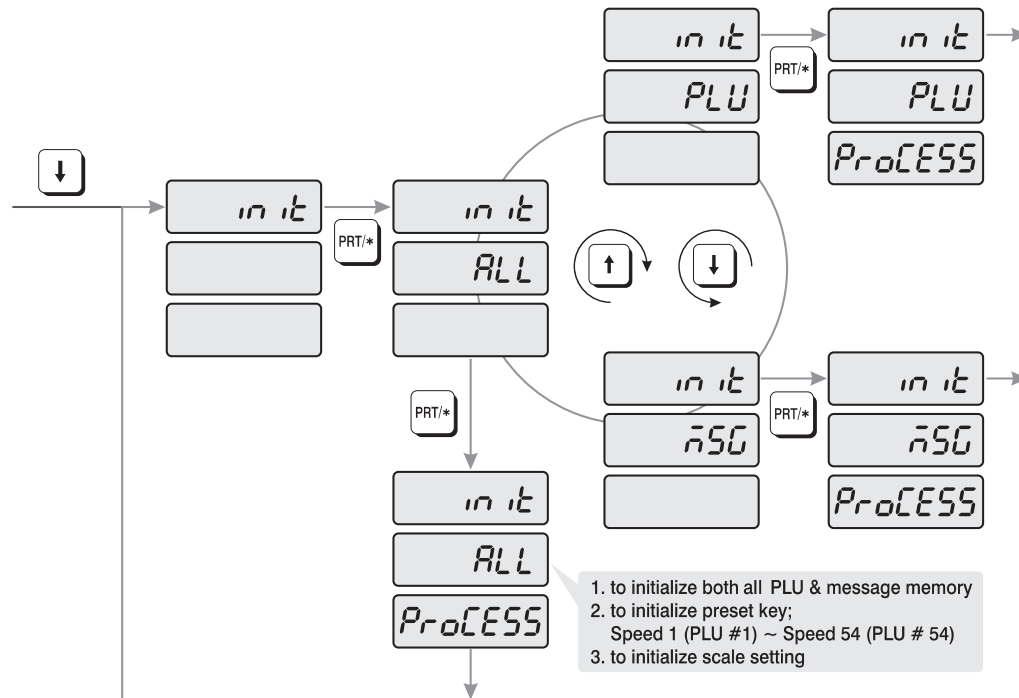 init
PLU
PRT/*
init
PLU
ProCESS
init
PRT/*
init
ALL
init
MSG
PRT/*
init
MSG
ProCESS
PRT/*
init
ALL
ProCESS
1. to initialize both all PLU & message memory
2. to initialize preset key;
Speed 1 (PLU #1) ~ Speed 54 (PLU # 54)
3. to initialize scale setting